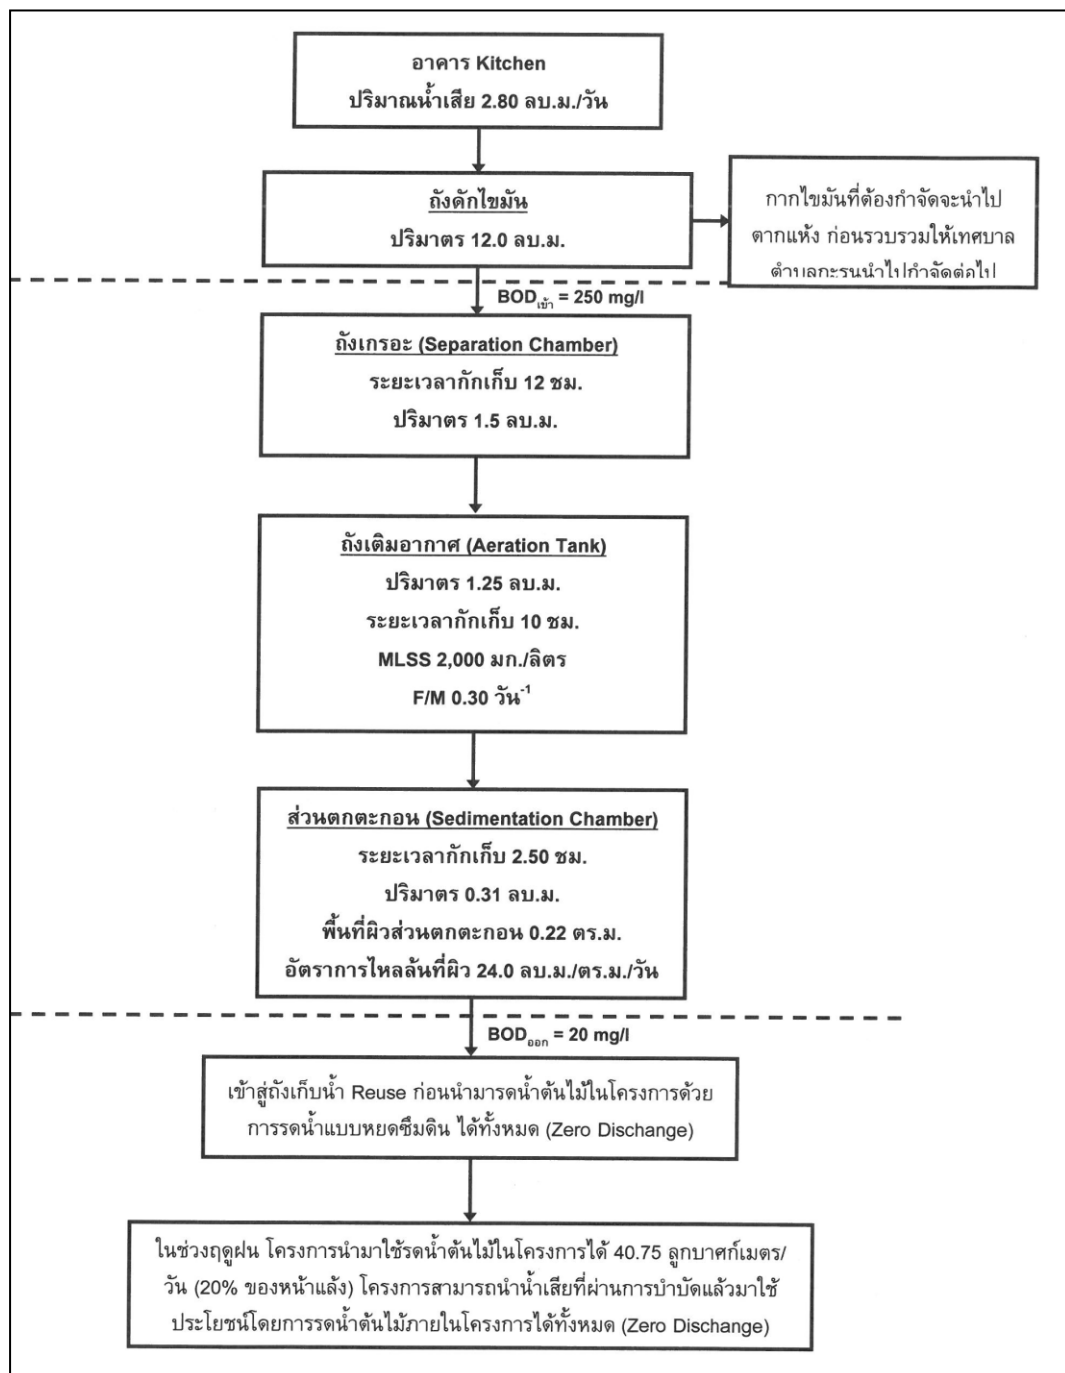 อาคาร Kitchen
ปริมาณน้ำเสีย 2.80 ลบ.ม./วัน
ถังดักไขมัน
ปริมาตร 12.0 ลบ.ม.
กากไขมันที่ต้องกำจัดจะนำไป
ตากแห้ง ก่อนรวบรวมให้เทศบาล
ตำบลกะรนนำไปกำจัดต่อไป
BODเข้า = 250 mg/l
ถังเกรอะ (Separation Chamber)
ระยะเวลากักเก็บ 12 ชม.
ปริมาตร 1.5 ลบ.ม.
ถังเติมอากาศ (Aeration Tank)
ปริมาตร 1.25 ลบ.ม.
ระยะเวลากักเก็บ 10 ชม.
MLSS 2,000 มก./ลิตร
F/M 0.30 วัน⁻¹
ส่วนตกตะกอน (Sedimentation Chamber)
ระยะเวลากักเก็บ 2.50 ชม.
ปริมาตร 0.31 ลบ.ม.
พื้นที่ผิวส่วนตกตะกอน 0.22 ตร.ม.
อัตราการไหลล้นที่ผิว 24.0 ลบ.ม./ตร.ม./วัน
BODออก = 20 mg/l
เข้าสู่ถังเก็บน้ำ Reuse ก่อนนำมารดน้ำต้นไม้ในโครงการด้วย
การรดน้ำแบบหยดซึมดิน ได้ทั้งหมด (Zero Dischange)
ในช่วงฤดูฝน โครงการนำมาใช้รดน้ำต้นไม้ในโครงการได้ 40.75 ลูกบาศก์เมตร/
วัน (20% ของหน้าแล้ง) โครงการสามารถนำน้ำเสียที่ผ่านการบำบัดแล้วมาใช้
ประโยชน์โดยการรดน้ำต้นไม้ภายในโครงการได้ทั้งหมด (Zero Dischange)